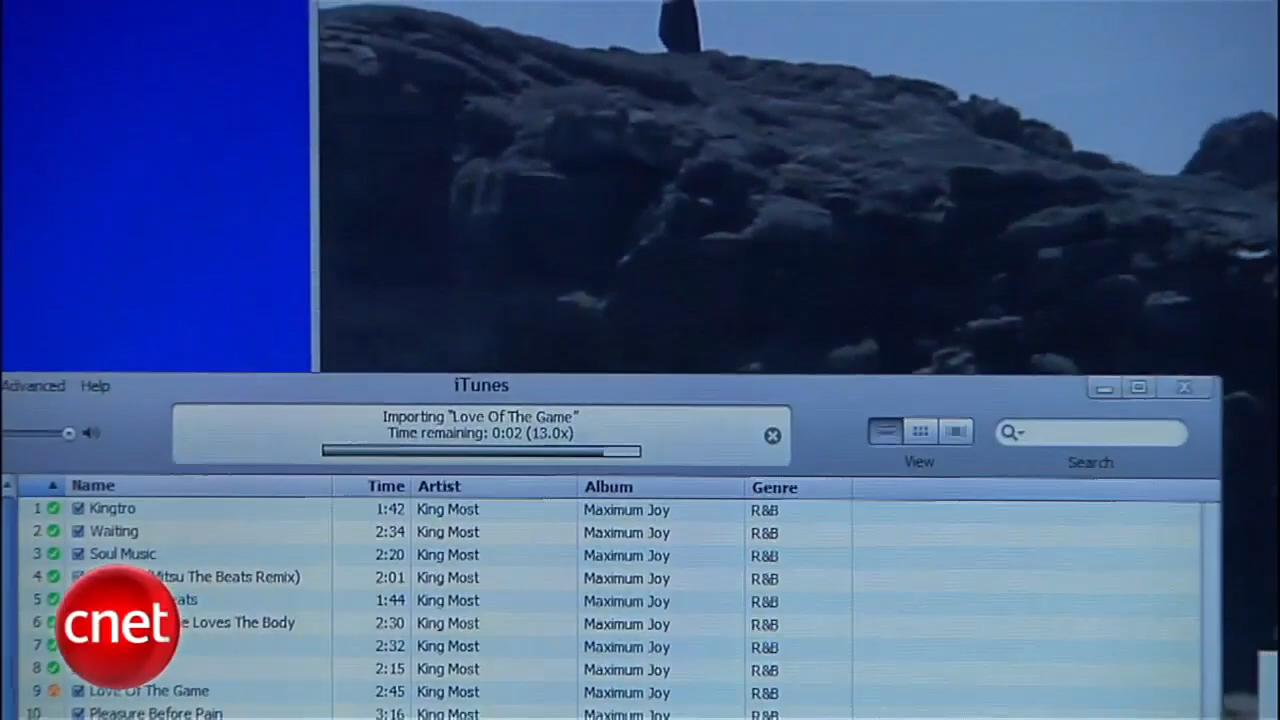 Advanced Help
iTunes
Importing "Love Of The Game"
Time remaining: 0:02 (13.0x)
View
Search
Name Time Artist Album Genre
1 Kingtro 1:42 King Most Maximum Joy R&B
2 Waiting 2:34 King Most Maximum Joy R&B
3 Soul Music 2:20 King Most Maximum Joy R&B
4 (Mitsu The Beats Remix) 2:01 King Most Maximum Joy R&B
5 1:44 King Most Maximum Joy R&B
6 Loves The Body 2:30 King Most Maximum Joy R&B
7 2:32 King Most Maximum Joy R&B
8 2:15 King Most Maximum Joy R&B
9 Love Of The Game 2:45 King Most Maximum Joy R&B
10 Pleasure Before Pain 3:16 King Most Maximum Joy R&B
cnet